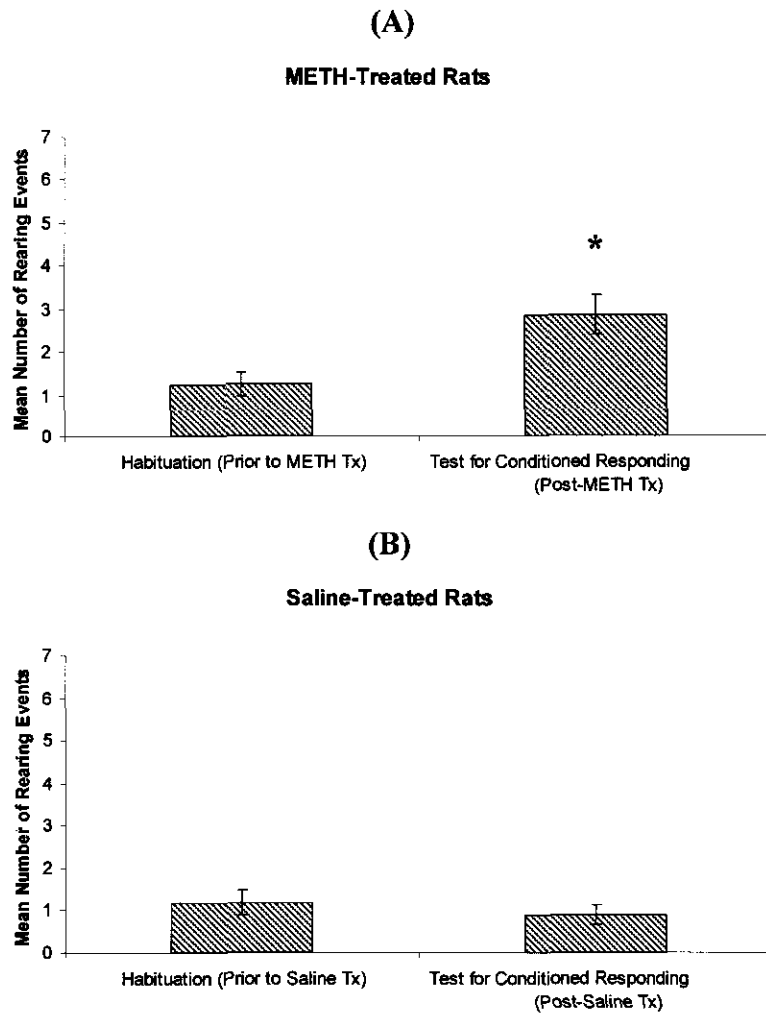 (A)
METH-Treated Rats
Mean Number of Rearing Events
7
6
5
4
3
2
1
0
*
Habituation (Prior to METH Tx)
Test for Conditioned Responding
(Post-METH Tx)
(B)
Saline-Treated Rats
Mean Number of Rearing Events
7
6
5
4
3
2
1
0
Habituation (Prior to Saline Tx)
Test for Conditioned Responding
(Post-Saline Tx)